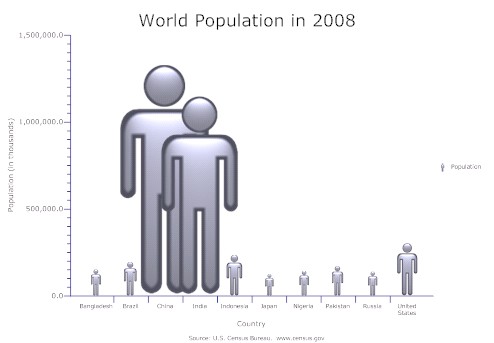 World Population in 2008
1,500,000.0
1,000,000.0
500,000.0
0.0
Population (in thousands)
Population
Bangladesh Brazil China India Indonesia Japan Nigeria Pakistan Russia United States
Country
Source: U.S. Census Bureau. www.census.gov